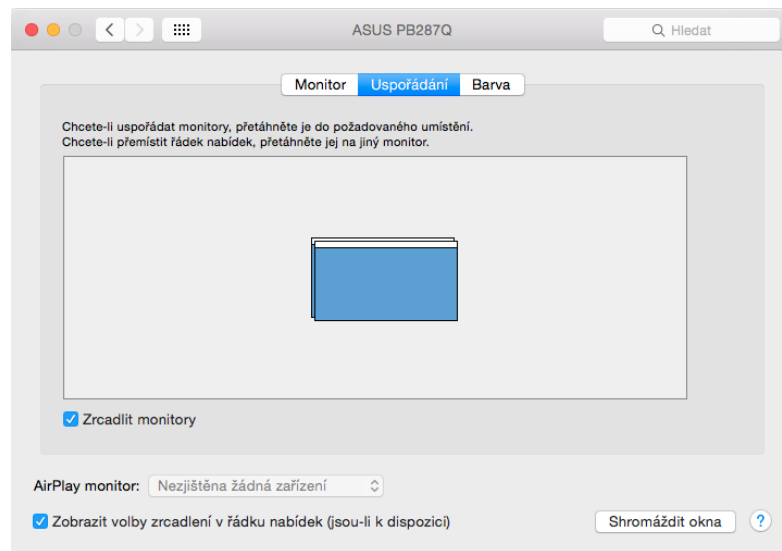 ASUS PB287Q
Hledat
Monitor Uspořádání Barva
Chcete-li uspořádat monitory, přetáhněte je do požadovaného umístění.
Chcete-li přemístit řádek nabídek, přetáhněte jej na jiný monitor.
Zrcadlit monitory
AirPlay monitor: Nezjištěna žádná zařízení
Zobrazit volby zrcadlení v řádku nabídek (jsou-li k dispozici)
Shromáždit okna ?